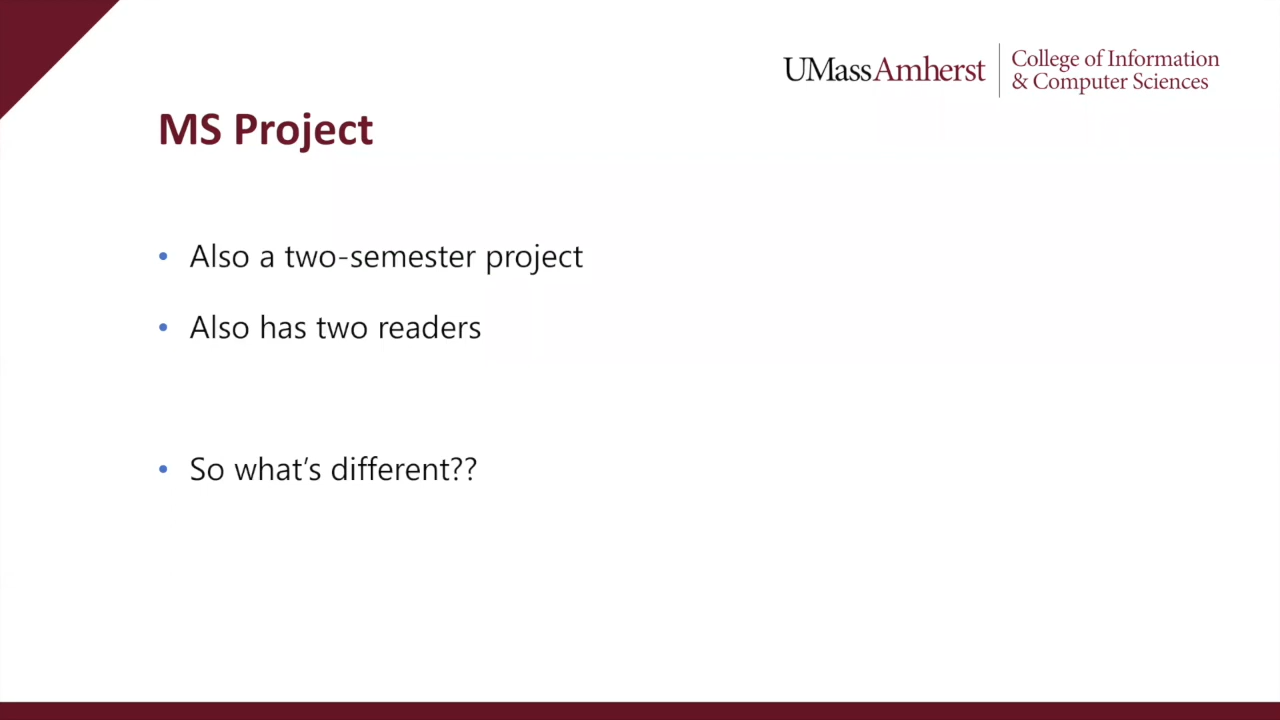 UMassAmherst
College of Information
& Computer Sciences
MS Project
• Also a two-semester project
• Also has two readers
• So what's different??